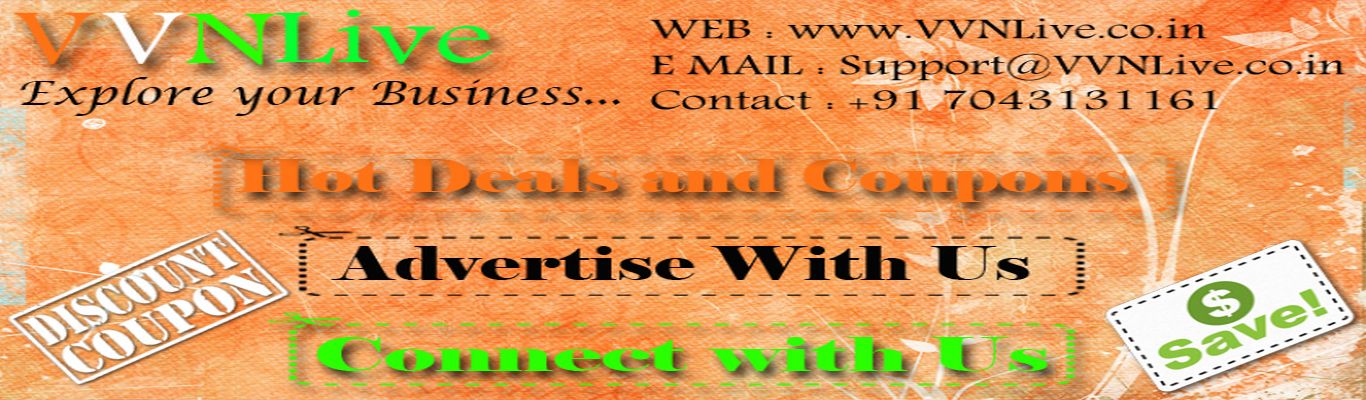 VVNLive
Explore your Business...
WEB : www.VVNLive.co.in
E MAIL : Support@VVNLive.co.in
Contact : +91 7043131161
Hot Deals and Coupons
Advertise With Us
Connect with Us
DISCOUNT
COUPON
$
Save!